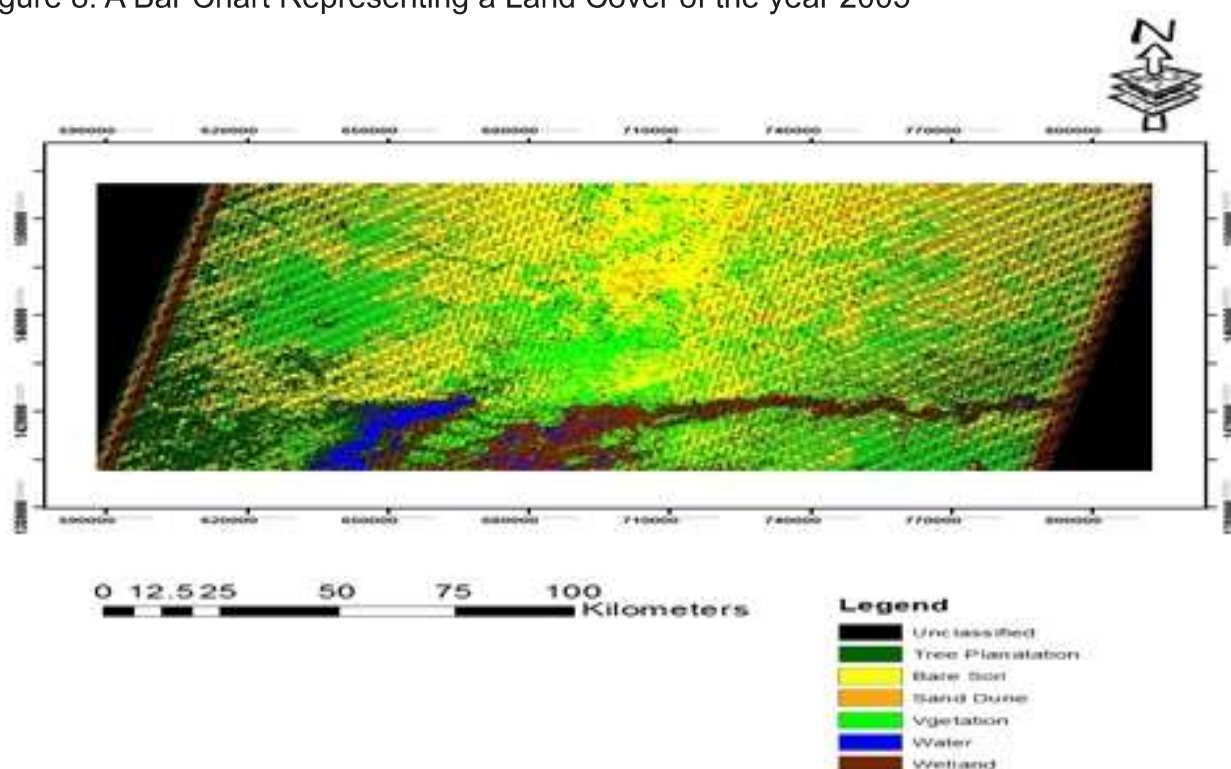 igure 6: A Bar Chart Representing a Land Cover of the year 2005
N
590000 620000 650000 680000 710000 740000 770000 800000
590000 620000 650000 680000 710000 740000 770000 800000
0 12.5 25 50 75 100
Kilometers
Legend
Unclassified
Tree Planatation
Bare Soil
Sand Dune
Vgetation
Water
Wetland